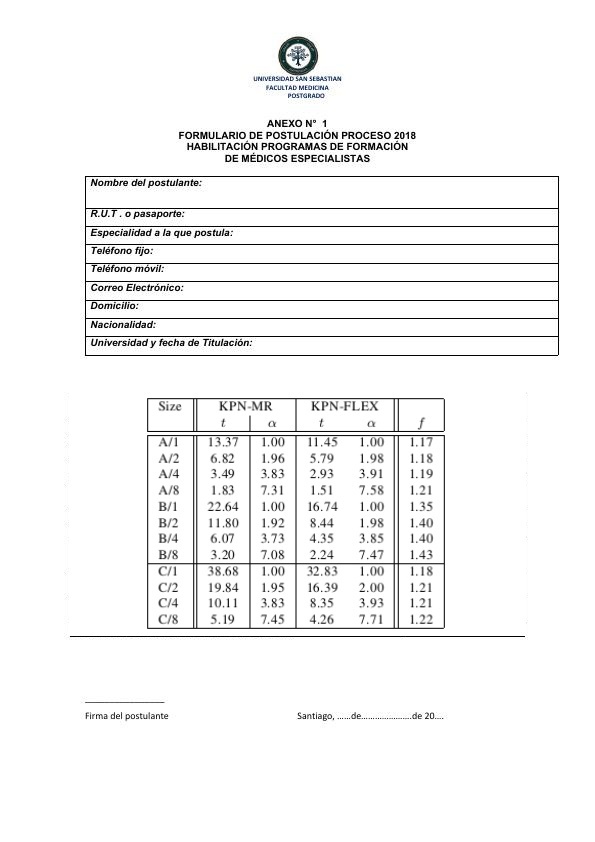 UNIVERSIDAD SAN SEBASTIAN
FACULTAD MEDICINA
POSTGRADO
ANEXO N° 1
FORMULARIO DE POSTULACIÓN PROCESO 2018
HABILITACIÓN PROGRAMAS DE FORMACIÓN
DE MÉDICOS ESPECIALISTAS
Nombre del postulante:
R.U.T . o pasaporte:
Especialidad a la que postula:
Teléfono fijo:
Teléfono móvil:
Correo Electrónico:
Domicilio:
Nacionalidad:
Universidad y fecha de Titulación:
Size KPN-MR KPN-FLEX
t α t α f
A/1 13.37 1.00 11.45 1.00 1.17
A/2 6.82 1.96 5.79 1.98 1.18
A/4 3.49 3.83 2.93 3.91 1.19
A/8 1.83 7.31 1.51 7.58 1.21
B/1 22.64 1.00 16.74 1.00 1.35
B/2 11.80 1.92 8.44 1.98 1.40
B/4 6.07 3.73 4.35 3.85 1.40
B/8 3.20 7.08 2.24 7.47 1.43
C/1 38.68 1.00 32.83 1.00 1.18
C/2 19.84 1.95 16.39 2.00 1.21
C/4 10.11 3.83 8.35 3.93 1.21
C/8 5.19 7.45 4.26 7.71 1.22
________________
Firma del postulante Santiago, ......de......................de 20....